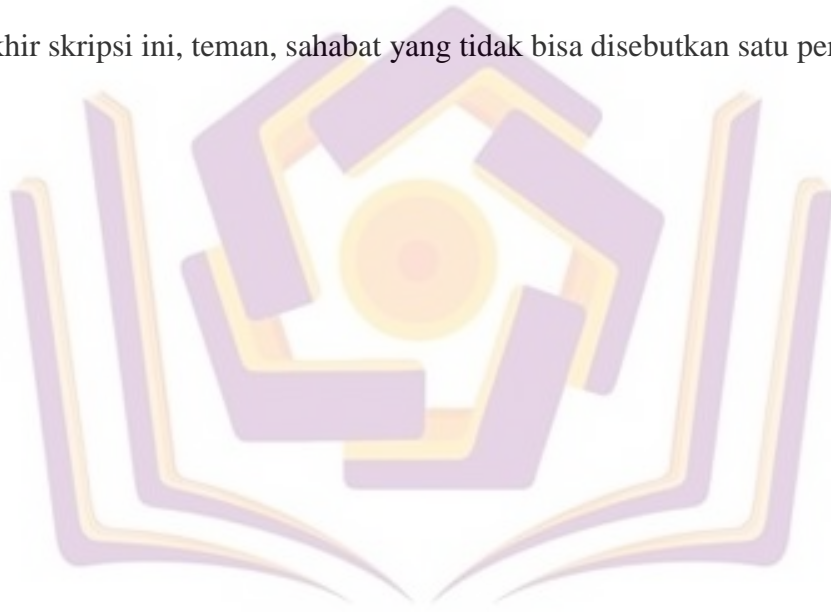 khir skripsi ini, teman, sahabat yang tidak bisa disebutkan satu per